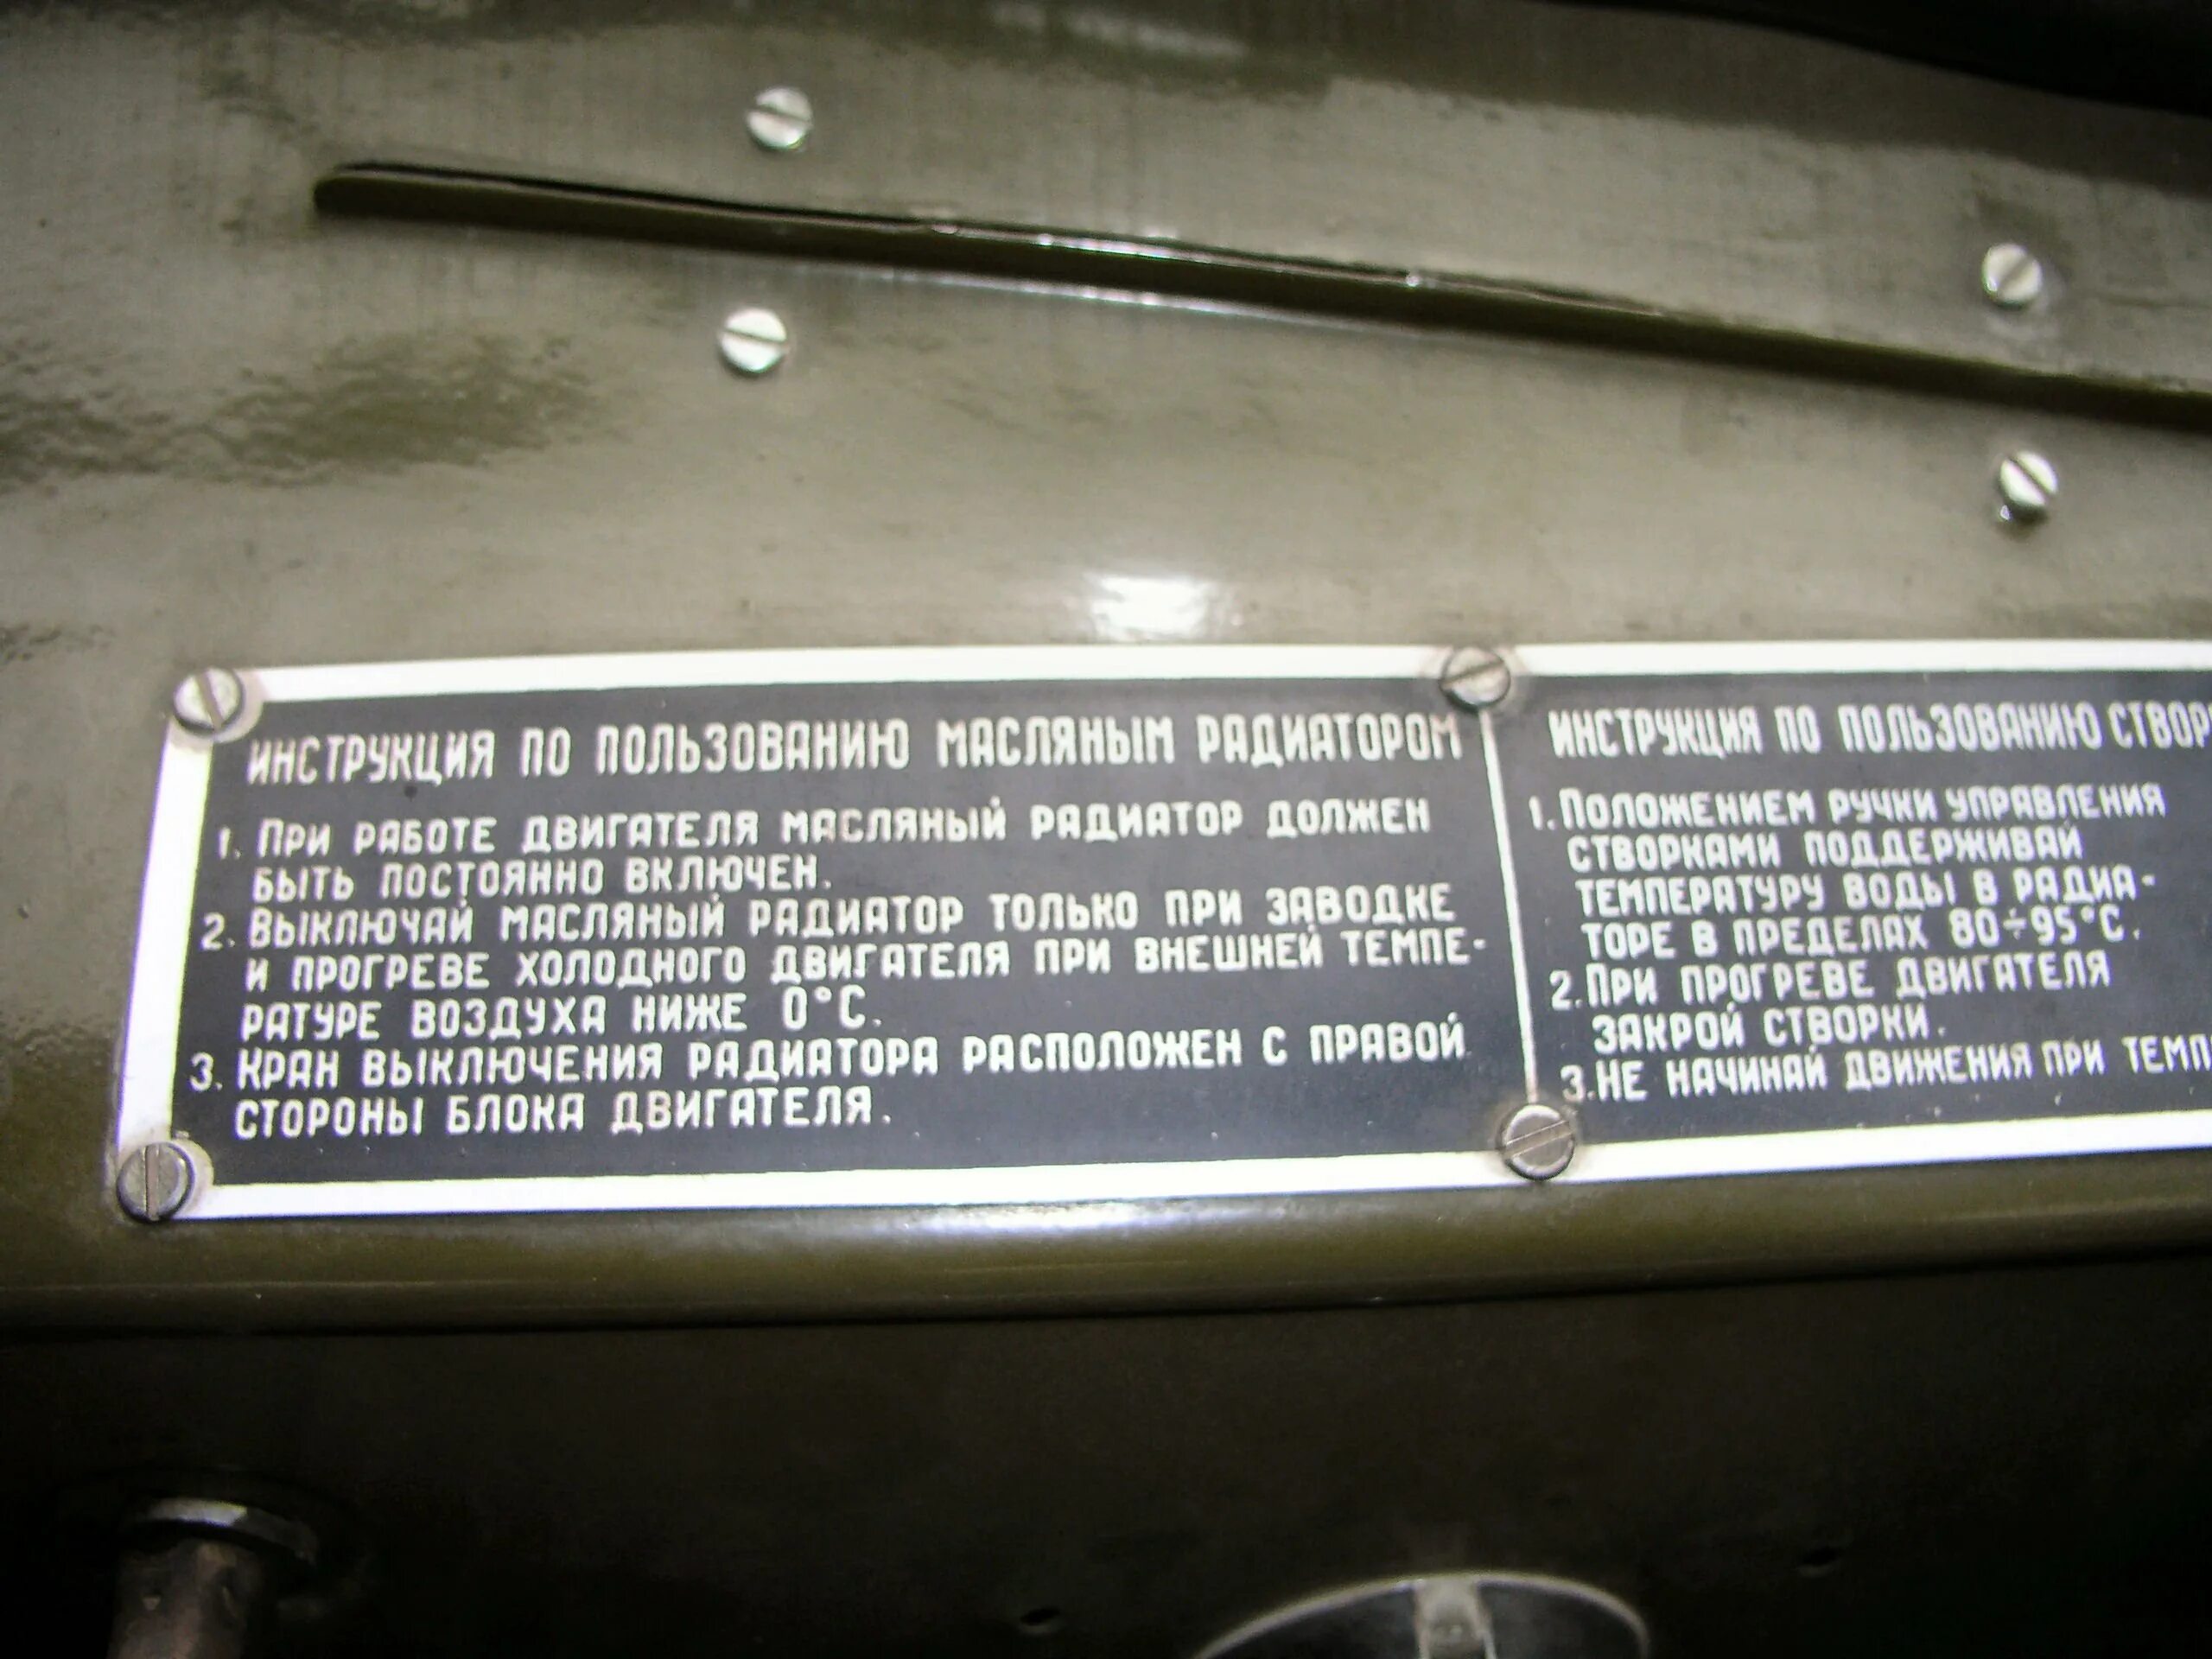 ИНСТРУКЦИЯ ПО ПОЛЬЗОВАНИЮ МАСЛЯНЫМ РАДИАТОРОМ
1. ПРИ РАБОТЕ ДВИГАТЕЛЯ МАСЛЯНЫЙ РАДИАТОР ДОЛЖЕН
БЫТЬ ПОСТОЯННО ВКЛЮЧЕН.
2. ВЫКЛЮЧАЙ МАСЛЯНЫЙ РАДИАТОР ТОЛЬКО ПРИ ЗАВОДКЕ
И ПРОГРЕВЕ ХОЛОДНОГО ДВИГАТЕЛЯ ПРИ ВНЕШНЕЙ ТЕМПЕ-
РАТУРЕ ВОЗДУХА НИЖЕ 0°С.
3. КРАН ВЫКЛЮЧЕНИЯ РАДИАТОРА РАСПОЛОЖЕН С ПРАВОЙ
СТОРОНЫ БЛОКА ДВИГАТЕЛЯ.
ИНСТРУКЦИЯ ПО ПОЛЬЗОВАНИЮ СТВОР
1. ПОЛОЖЕНИЕМ РУЧКИ УПРАВЛЕНИЯ
СТВОРКАМИ ПОДДЕРЖИВАЙ
ТЕМПЕРАТУРУ ВОДЫ В РАДИА-
ТОРЕ В ПРЕДЕЛАХ 80÷95°С.
2. ПРИ ПРОГРЕВЕ ДВИГАТЕЛЯ
ЗАКРОЙ СТВОРКИ.
3. НЕ НАЧИНАЙ ДВИЖЕНИЯ ПРИ ТЕМП